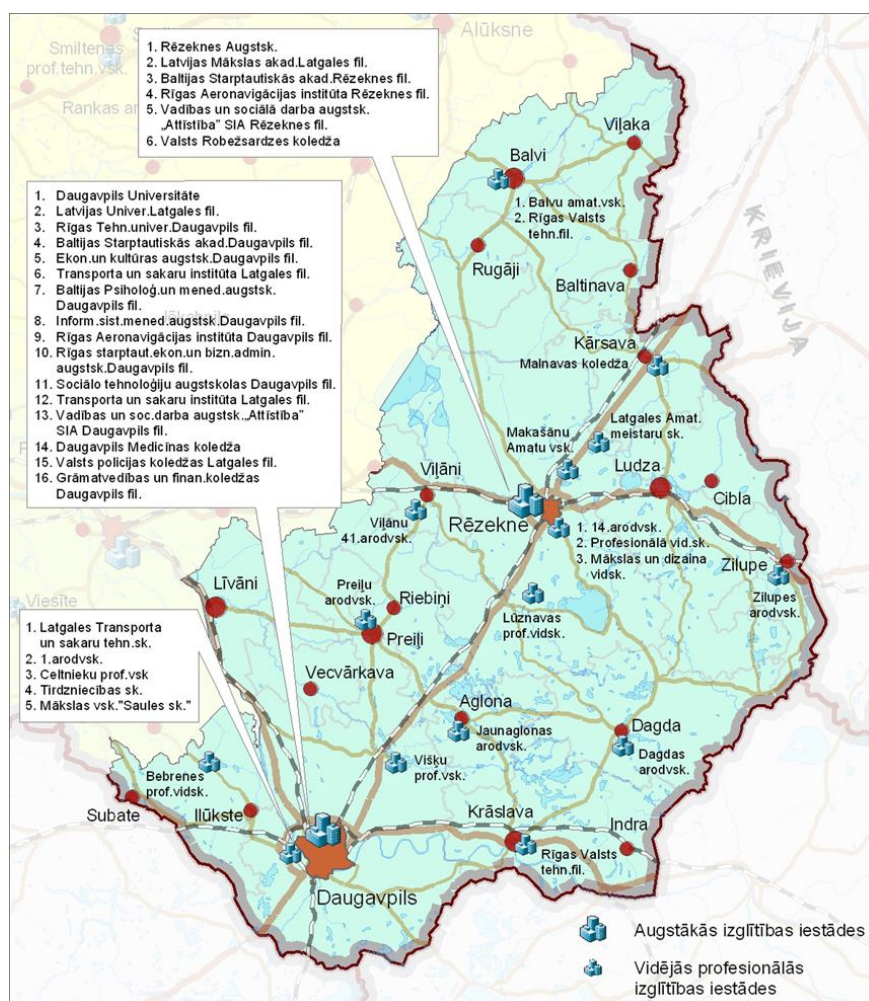 Smiltenes
prof.tehn.vsk.
Alūksne
Rankas
1. Rēzeknes Augstsk.
2. Latvijas Mākslas akad.Latgales fil.
3. Baltijas Starptautiskās akad.Rēzeknes fil.
4. Rīgas Aeronavigācijas institūta Rēzeknes fil.
5. Vadības un sociālā darba augstsk.
„Attīstība" SIA Rēzeknes fil.
6. Valsts Robežsardzes koledža
1. Daugavpils Universitāte
2. Latvijas Univer.Latgales fil.
3. Rīgas Tehn.univer.Daugavpils fil.
4. Baltijas Starptautiskās akad.Daugavpils fil.
5. Ekon.un kultūras augstsk.Daugavpils fil.
6. Transporta un sakaru institūta Latgales fil.
7. Baltijas Psiholoģ.un mened.augstsk.
Daugavpils fil.
8. Inform.sist.mened.augstsk.Daugavpils fil.
9. Rīgas Aeronavigācijas institūta Daugavpils fil.
10. Rīgas starptaut.ekon.un bizn.admin.
augstsk.Daugavpils fil.
11. Sociālo tehnoloģiju augstskolas Daugavpils fil.
12. Transporta un sakaru institūta Latgales fil.
13. Vadības un soc.darba augstsk.„Attīstība"
SIA Daugavpils fil.
14. Daugavpils Medicīnas koledža
15. Valsts policijas koledžas Latgales fil.
16. Grāmatvedības un finan.koledžas
Daugavpils fil.
Viļaka
Balvi
1. Balvu amat.vsk.
2. Rīgas Valsts
tehn.fil.
KRIEVIJA
Rugāji
Baltinava
Kārsava
Malnavas koledža
Makašānu
Amatu vsk.
Latgales Amat.
meistaru sk.
Ludza
Cibla
Viļāni
Viļānu
41.arodvsk.
Rēzekne
1. 14.arodvsk.
2. Profesionālā vid.sk.
3. Mākslas un dizaina
vidsk.
Zilupe
Zilupes
arodvsk.
Līvāni
Viesīte
Preiļu
arodvsk.
Riebiņi
Preiļi
Lūznavas
prof.vidsk.
1. Latgales Transporta
un sakaru tehn.sk.
2. 1.arodvsk.
3. Celtnieku prof.vsk
4. Tirdzniecības sk.
5. Mākslas vsk."Saules sk."
Vecvārkava
Aglona
Jaunaglonas
arodvsk.
Dagda
Dagdas
arodvsk.
Višķu
prof.vsk.
Bebrenes
prof.vidsk.
Subate
Ilūkste
Krāslava
Indra
Rīgas Valsts
tehn.fil.
Daugavpils
Augstākās izglītības iestādes
Vidējās profesionālās
izglītības iestādes